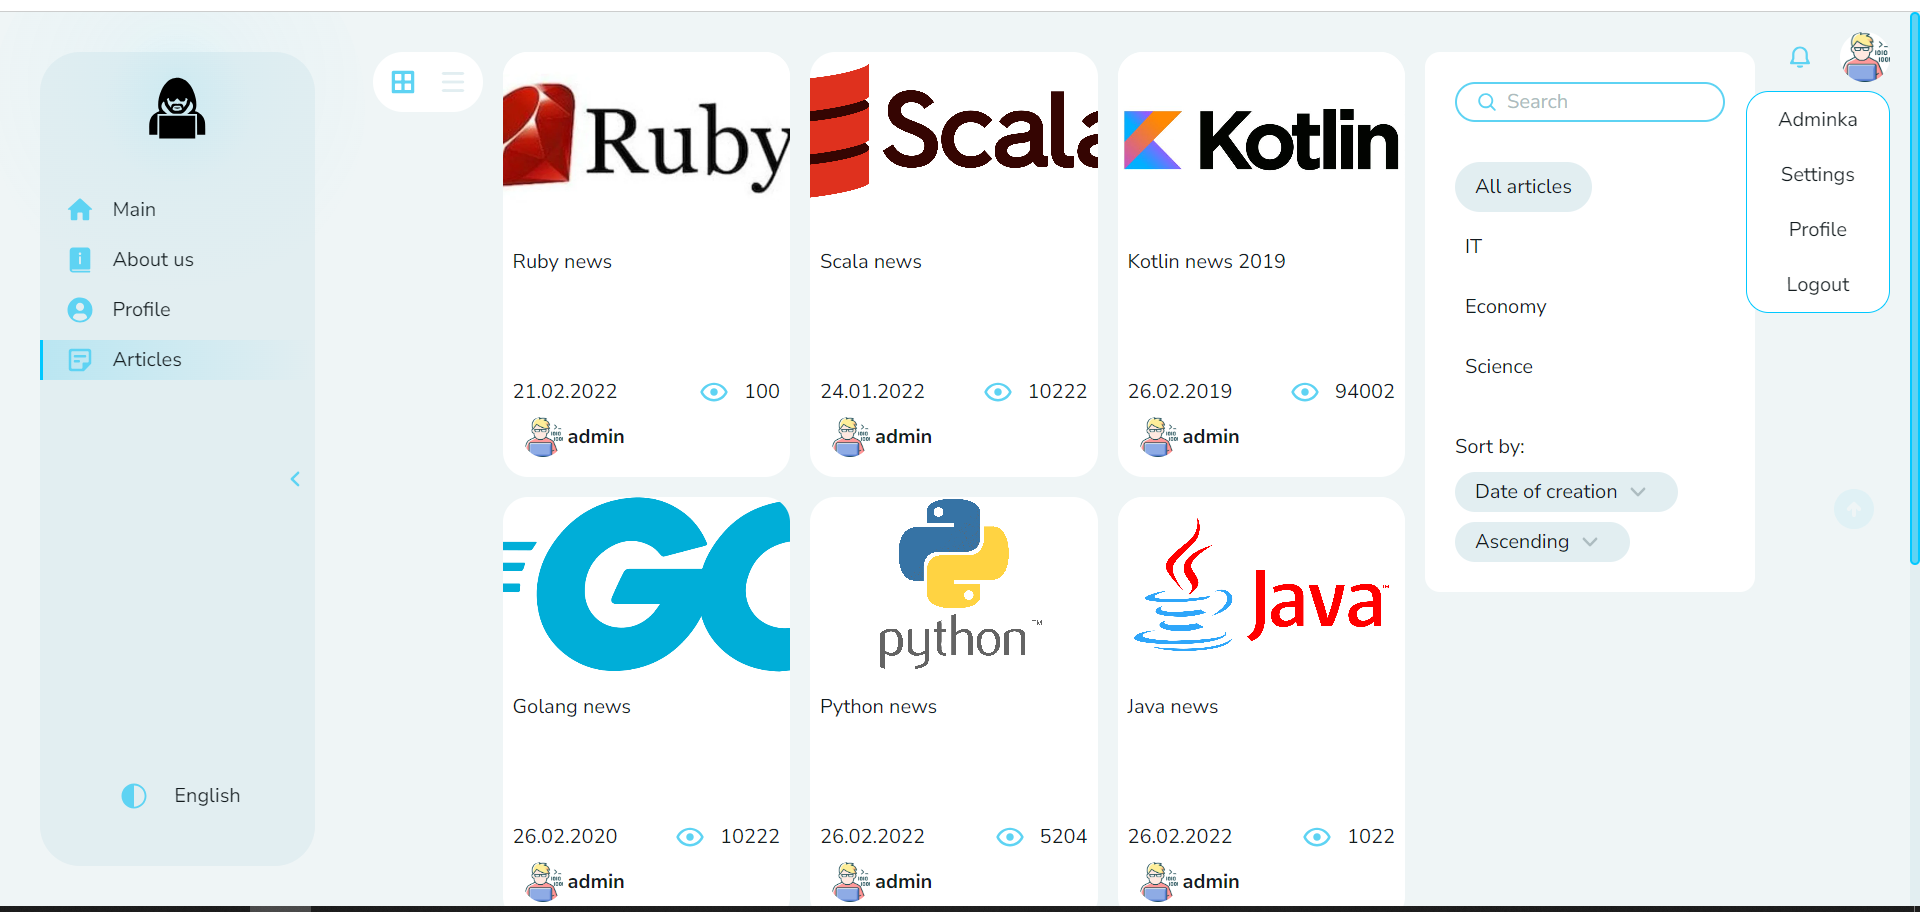 Main
About us
Profile
Articles
English
Ruby
Ruby news
21.02.2022 100
admin
Scala
Scala news
24.01.2022 10222
admin
Kotlin
Kotlin news 2019
26.02.2019 94002
admin
GO
Golang news
26.02.2020 10222
admin
python™
Python news
26.02.2022 5204
admin
Java™
Java news
26.02.2022 1022
admin
Search
All articles
IT
Economy
Science
Sort by:
Date of creation
Ascending
Adminka
Settings
Profile
Logout